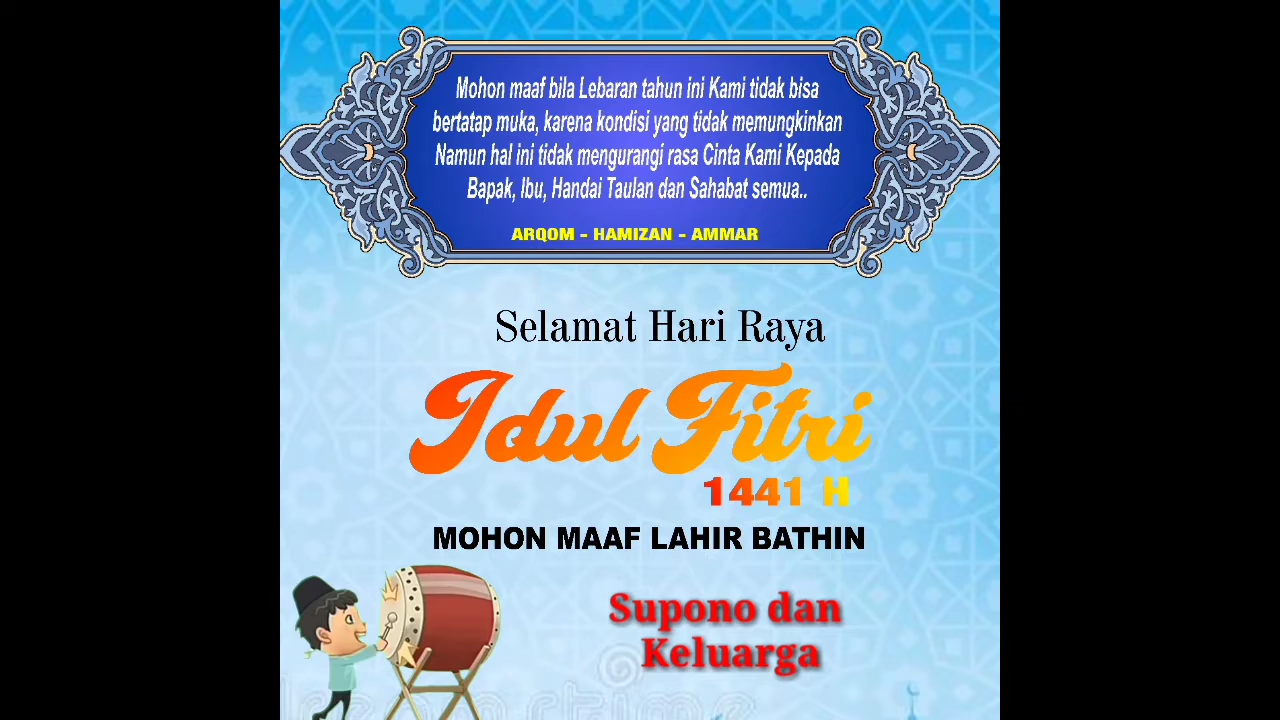 Mohon maaf bila Lebaran tahun ini Kami tidak bisa
bertatap muka, karena kondisi yang tidak memungkinkan
Namun hal ini tidak mengurangi rasa Cinta Kami Kepada
Bapak, Ibu, Handai Taulan dan Sahabat semua..
ARQOM - HAMIZAN - AMMAR
Selamat Hari Raya
Idul Fitri
1441 H
MOHON MAAF LAHIR BATHIN
Supono dan
Keluarga